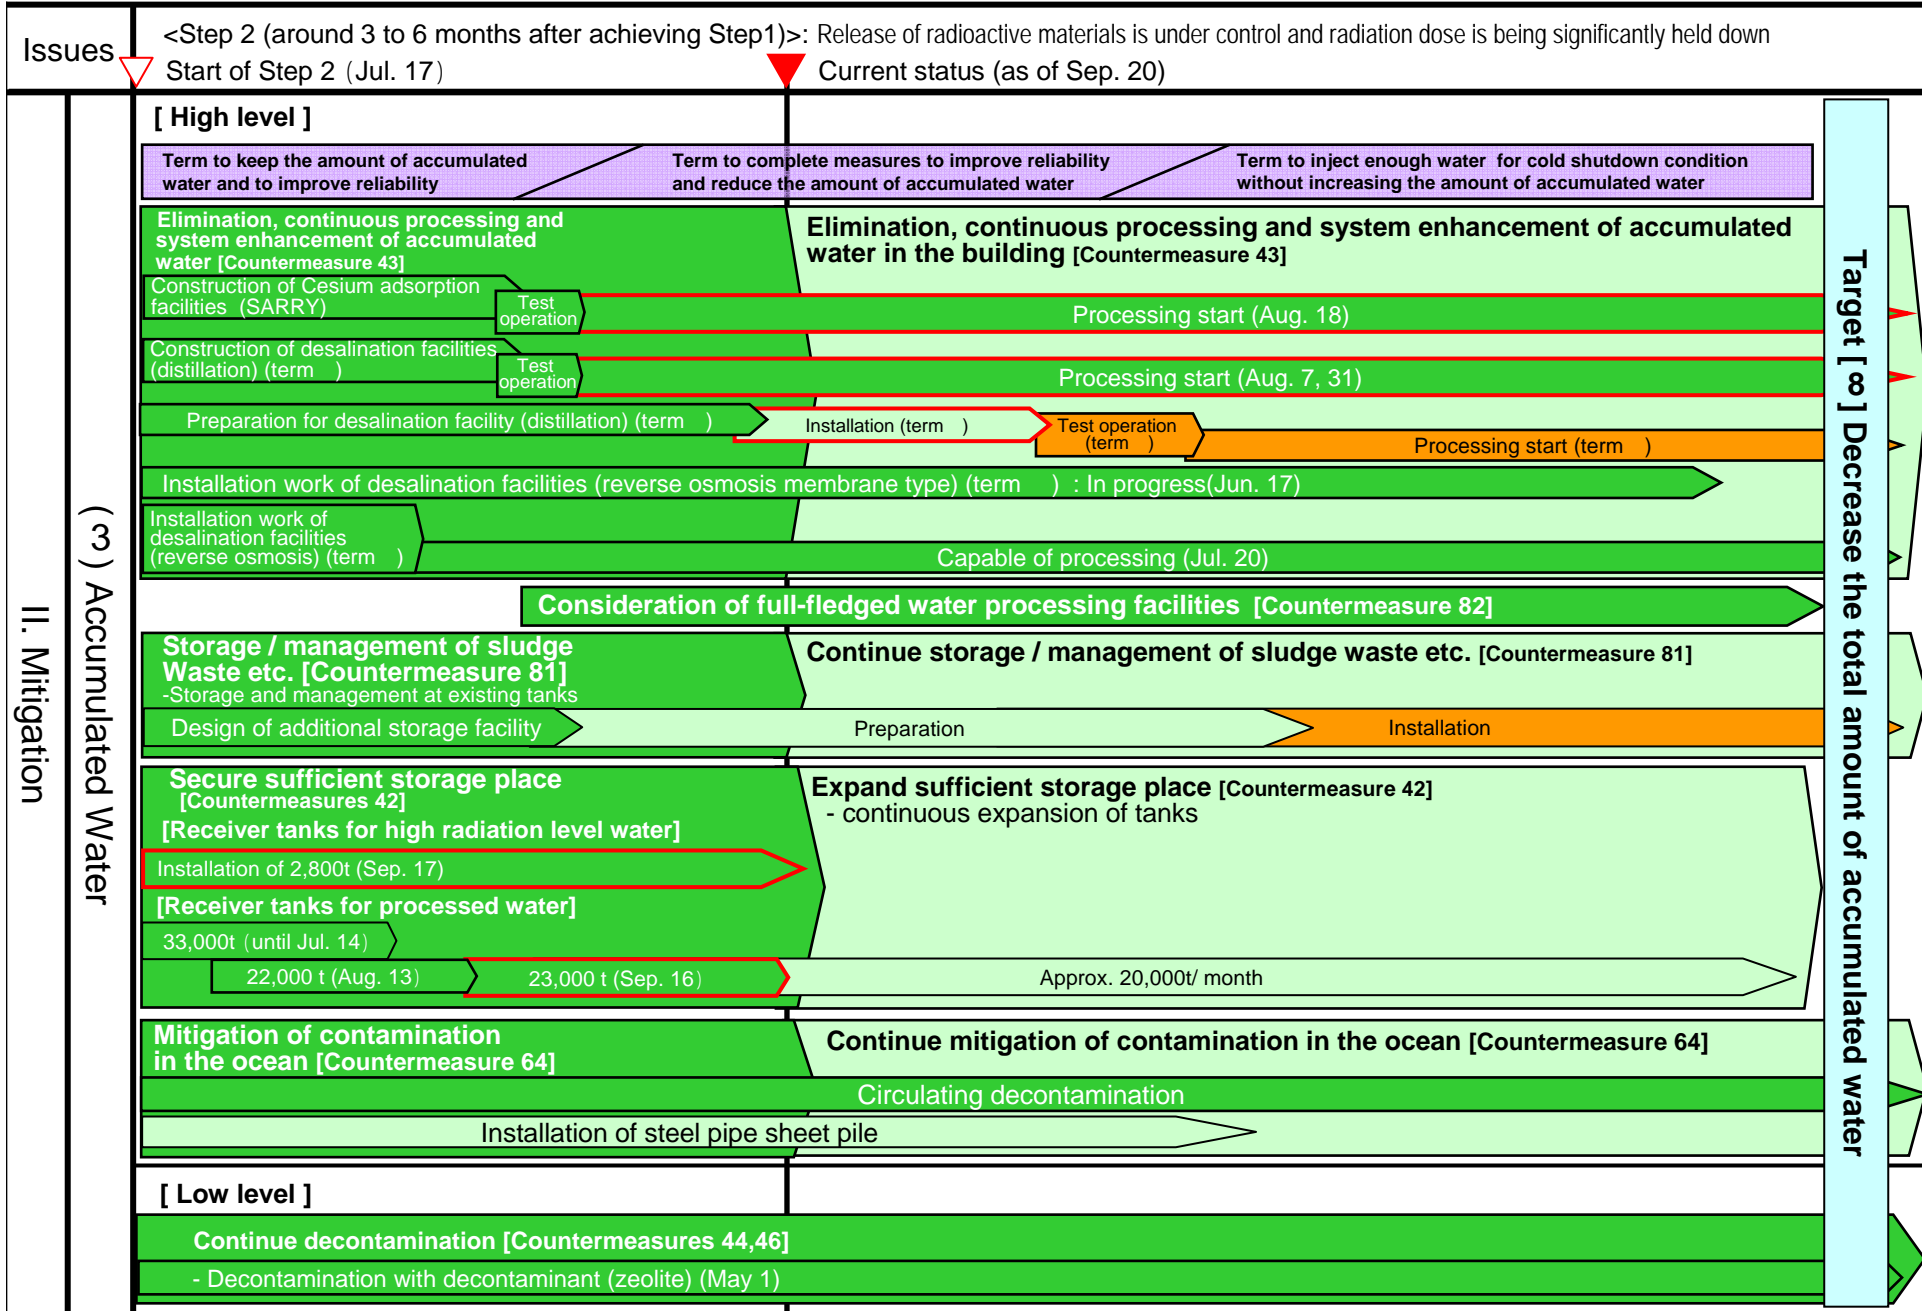 Issues
<Step 2 (around 3 to 6 months after achieving Step1)>: Release of radioactive materials is under control and radiation dose is being significantly held down
Start of Step 2 (Jul. 17)
Current status (as of Sep. 20)
II. Mitigation
(3) Accumulated Water
[ High level ]
Term to keep the amount of accumulated
water and to improve reliability
Term to complete measures to improve reliability
and reduce the amount of accumulated water
Term to inject enough water for cold shutdown condition
without increasing the amount of accumulated water
Elimination, continuous processing and
system enhancement of accumulated
water [Countermeasure 43]
Elimination, continuous processing and system enhancement of accumulated
water in the building [Countermeasure 43]
Construction of Cesium adsorption
facilities (SARRY)
Test
operation
Processing start (Aug. 18)
Construction of desalination facilities
(distillation) (term )
Test
operation
Processing start (Aug. 7, 31)
Preparation for desalination facility (distillation) (term )
Installation (term )
Test operation
(term )
Processing start (term )
Installation work of desalination facilities (reverse osmosis membrane type) (term ) : In progress(Jun. 17)
Installation work of
desalination facilities
(reverse osmosis) (term )
Capable of processing (Jul. 20)
Consideration of full-fledged water processing facilities [Countermeasure 82]
Storage / management of sludge
Waste etc. [Countermeasure 81]
-Storage and management at existing tanks
Continue storage / management of sludge waste etc. [Countermeasure 81]
Design of additional storage facility
Preparation
Installation
Secure sufficient storage place
[Countermeasures 42]
Expand sufficient storage place [Countermeasure 42]
- continuous expansion of tanks
[Receiver tanks for high radiation level water]
Installation of 2,800t (Sep. 17)
[Receiver tanks for processed water]
33,000t (until Jul. 14)
22,000 t (Aug. 13)
23,000 t (Sep. 16)
Approx. 20,000t/ month
Mitigation of contamination
in the ocean [Countermeasure 64]
Continue mitigation of contamination in the ocean [Countermeasure 64]
Circulating decontamination
Installation of steel pipe sheet pile
[ Low level ]
Continue decontamination [Countermeasures 44,46]
- Decontamination with decontaminant (zeolite) (May 1)
Target [ 8 ] Decrease the total amount of accumulated water